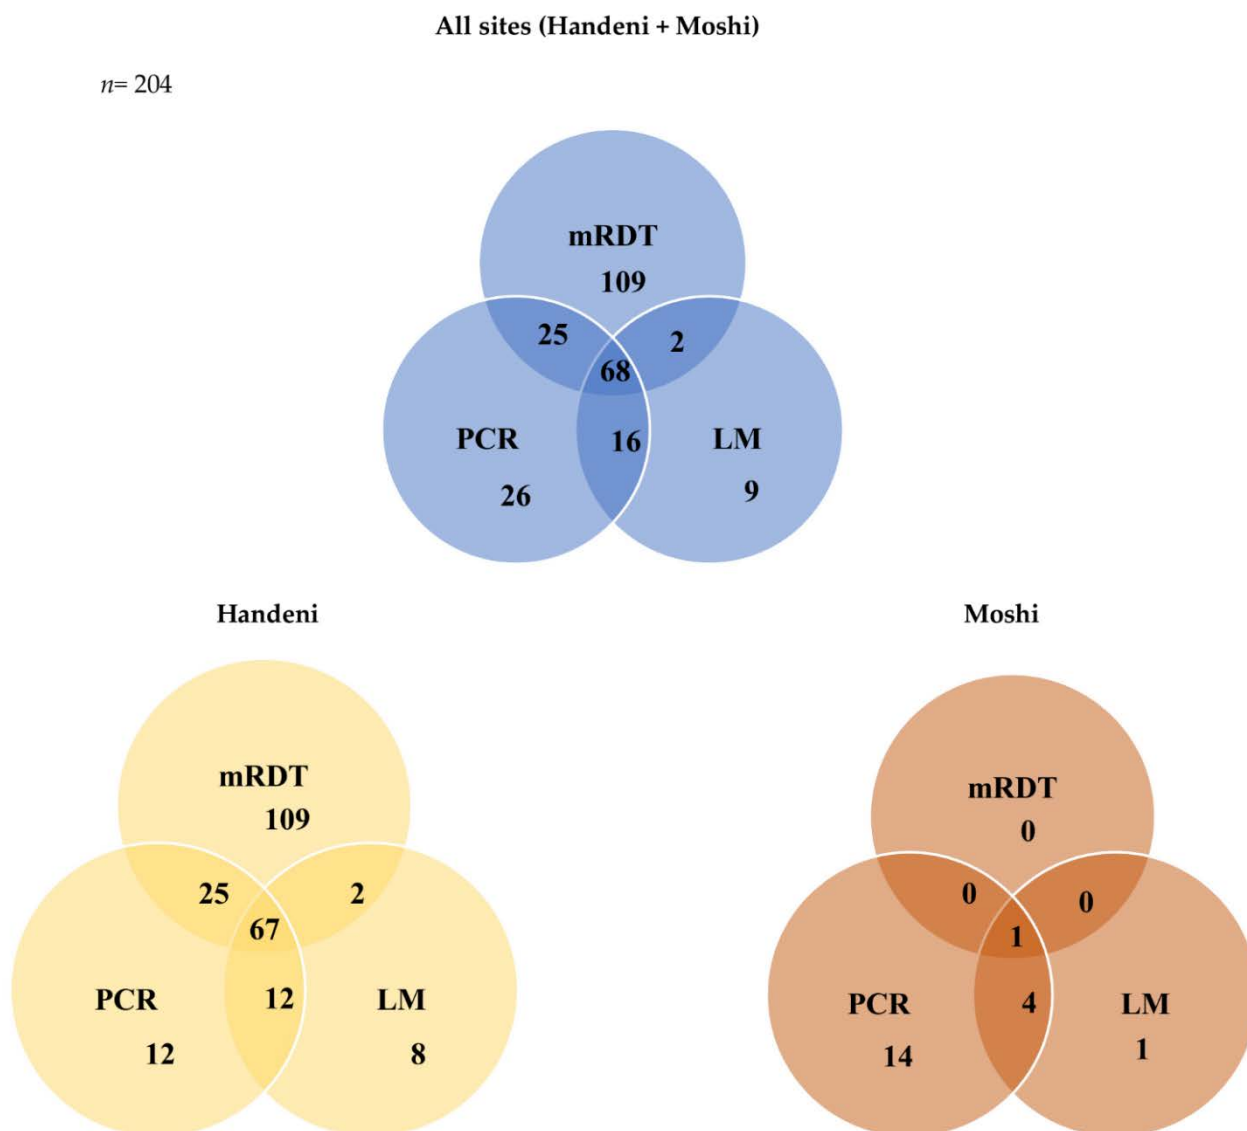 All sites (Handeni + Moshi)
n= 204
mRDT
109
25
2
68
PCR
16
LM
26
9
Handeni
mRDT
109
25
2
67
PCR
12
LM
12
8
Moshi
mRDT
0
0
0
1
PCR
4
LM
14
1